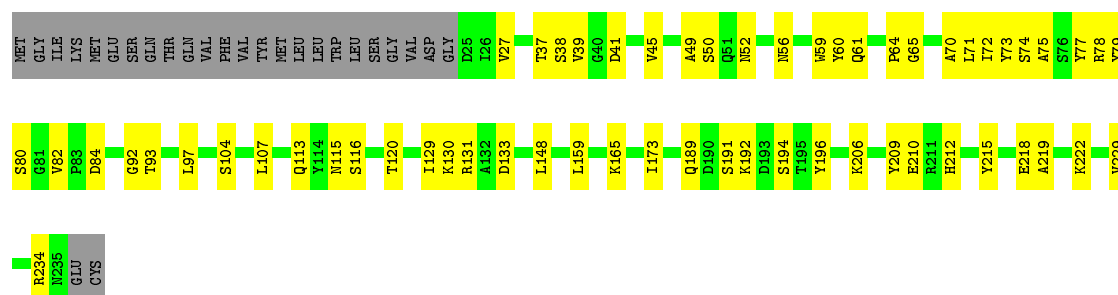 MET GLY ILE LYS MET GLU SER GLN THR GLN VAL PHE VAL TYR MET LEU LEU TRP LEU SER GLY VAL ASP GLY D25 I26 V27 T37 S38 V39 G40 D41 V45 A49 S50 Q51 N52 N56 W59 Y60 Q61 P64 G65 A70 L71 I72 Y73 S74 A75 S76 Y77 R78 Y79
S80 G81 V82 P83 D84 G92 T93 L97 S104 L107 Q113 Y114 N115 S116 T120 I129 K130 R131 A132 D133 L148 L159 K165 I173 Q189 D190 S191 K192 D193 S194 T195 Y196 K206 Y209 E210 R211 H212 Y215 E218 A219 K222
R234 N235 GLU CYS